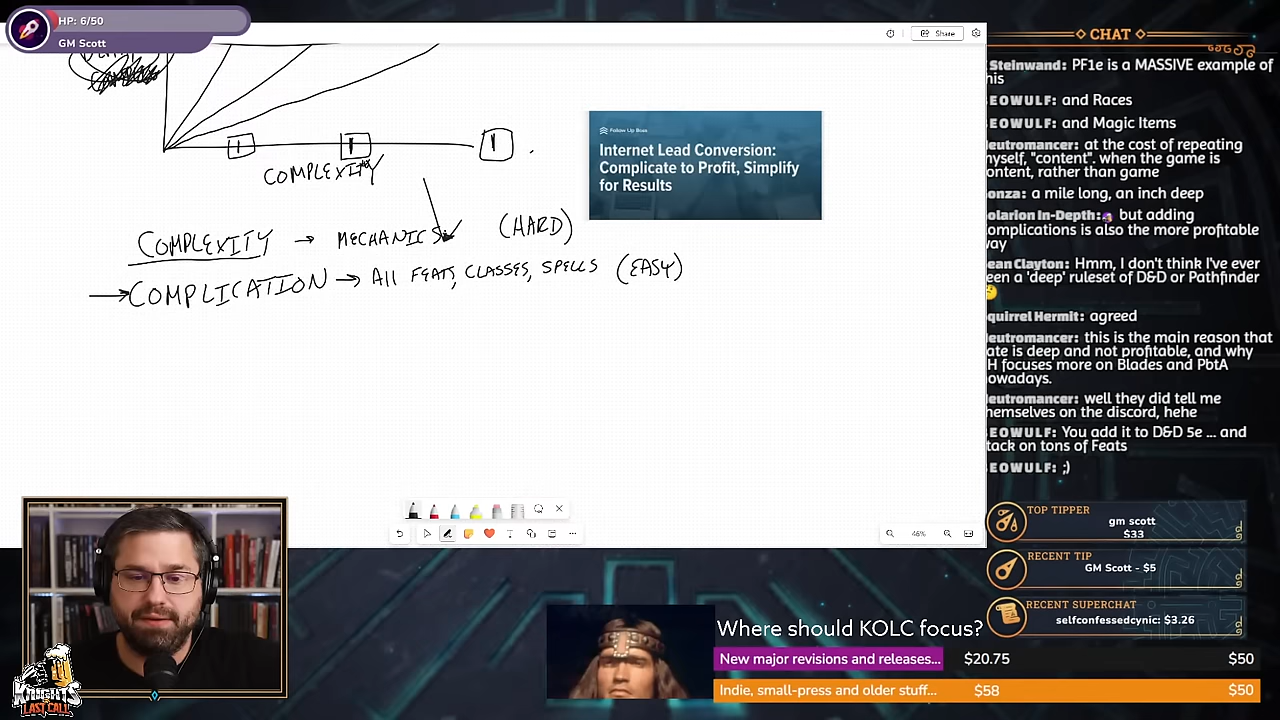 HP: 6/50
GM Scott
Share
COMPLEXITY
COMPLEXITY → MECHANICS (HARD)
COMPLICATION → All FEATS, CLASSES, SPELLS (EASY)
Follow Up Boss
Internet Lead Conversion:
Complicate to Profit, Simplify
for Results
46%
CHAT
Steinwand: PF1e is a MASSIVE example of
his
EOWULF: and Races
EOWULF: and Magic Items
eutromancer: at the cost of repeating
myself, "content". when the game is
ontent, rather than game
onza: a mile long, an inch deep
olarion In-Depth: but adding
omplications is also the more profitable
way
ean Clayton: Hmm, I don't think I've ever
een a 'deep' ruleset of D&D or Pathfinder
quirrel Hermit: agreed
eutromancer: this is the main reason that
ate is deep and not profitable, and why
H focuses more on Blades and PbtA
owadays.
eutromancer: well they did tell me
hemselves on the discord, hehe
EOWULF: You add it to D&D 5e ... and
tack on tons of Feats
EOWULF: ;)
TOP TIPPER
gm scott
$33
RECENT TIP
GM Scott - $5
RECENT SUPERCHAT
selfconfessedcynic: $3.26
Where should KOLC focus?
New major revisions and releases... $20.75 $50
Indie, small-press and older stuff... $58 $50
KNIGHTS
LAST CALL